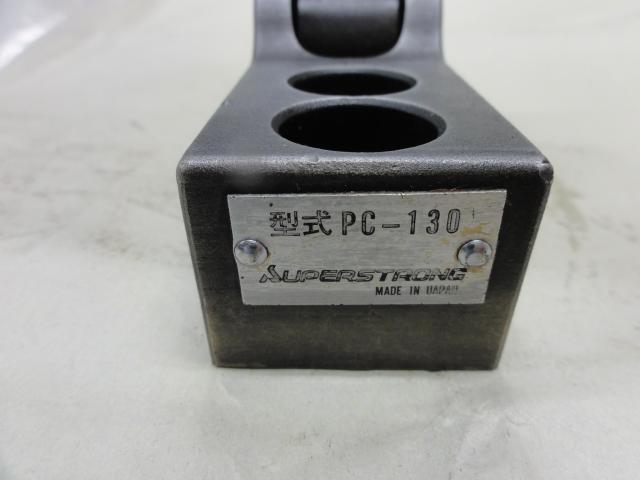 型式 PC-130
SUPERSTRONG
MADE IN JAPAN